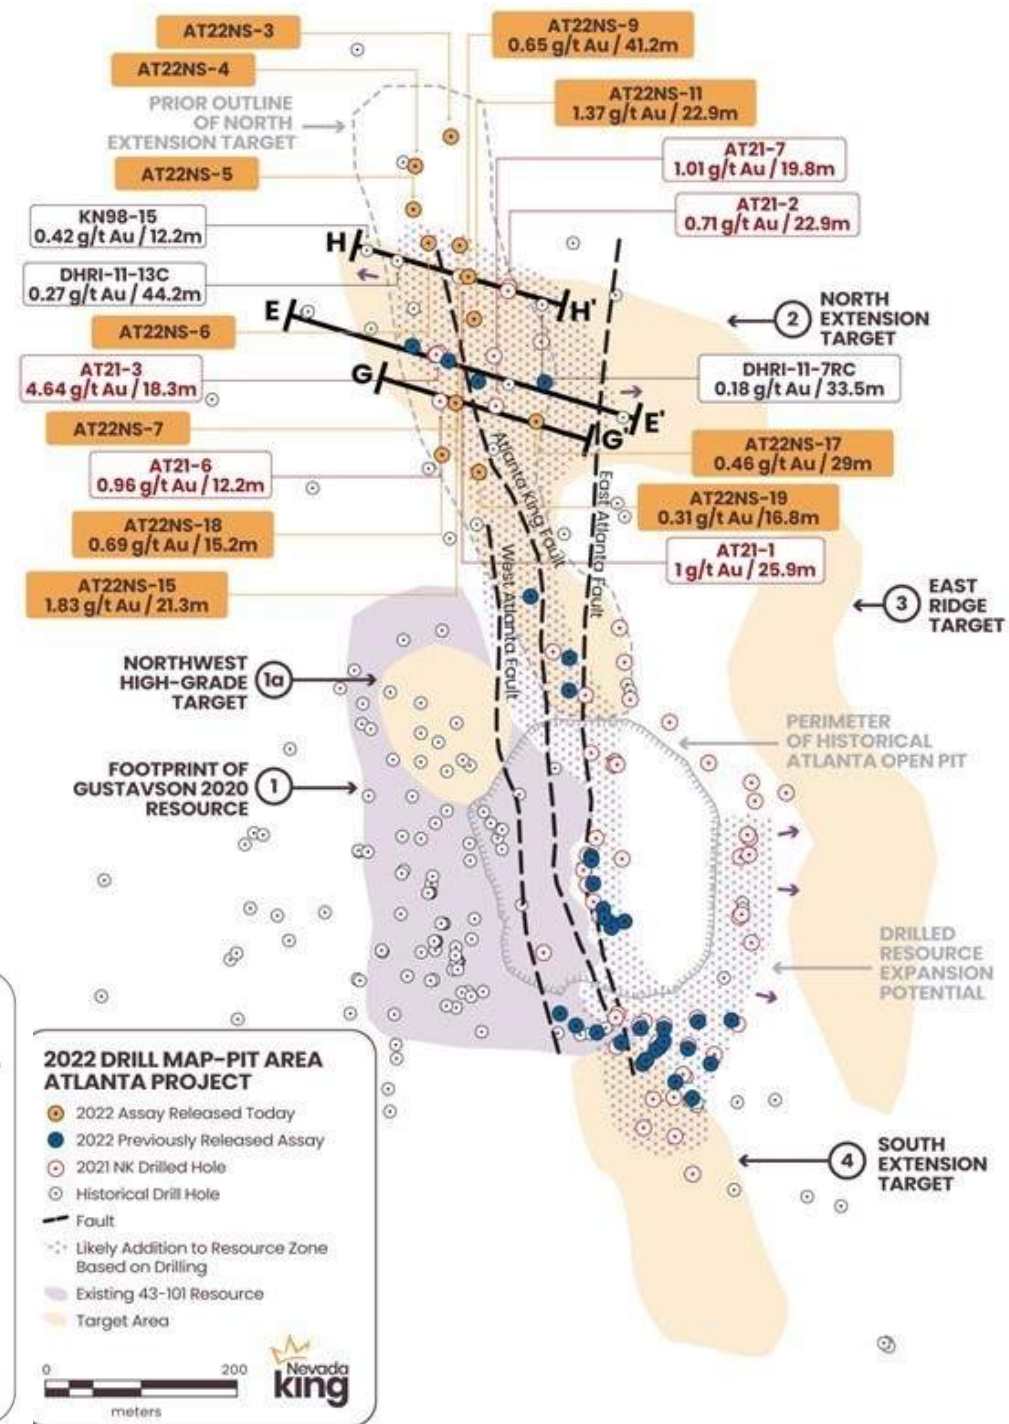 AT22NS-3
AT22NS-9
0.65 g/t Au / 41.2m
AT22NS-4
AT22NS-11
1.37 g/t Au / 22.9m
PRIOR OUTLINE
OF NORTH
EXTENSION TARGET
AT21-7
1.01 g/t Au / 19.8m
AT22NS-5
AT21-2
0.71 g/t Au / 22.9m
KN98-15
0.42 g/t Au / 12.2m
H
H'
DHRI-11-13C
0.27 g/t Au / 44.2m
E
E'
2
NORTH
EXTENSION
TARGET
AT22NS-6
AT21-3
4.64 g/t Au / 18.3m
G
G'
DHRI-11-7RC
0.18 g/t Au / 33.5m
AT22NS-7
AT22NS-17
0.46 g/t Au / 29m
AT21-6
0.96 g/t Au / 12.2m
AT22NS-19
0.31 g/t Au /16.8m
AT22NS-18
0.69 g/t Au / 15.2m
AT21-1
1 g/t Au / 25.9m
AT22NS-15
1.83 g/t Au / 21.3m
Atlanta King Fault
East Atlanta Fault
West Atlanta Fault
3
EAST
RIDGE
TARGET
NORTHWEST
HIGH-GRADE
TARGET
1a
PERIMETER
OF HISTORICAL
ATLANTA OPEN PIT
FOOTPRINT OF
GUSTAVSON 2020
RESOURCE
1
DRILLED
RESOURCE
EXPANSION
POTENTIAL
4
SOUTH
EXTENSION
TARGET
2022 DRILL MAP-PIT AREA
ATLANTA PROJECT
2022 Assay Released Today
2022 Previously Released Assay
2021 NK Drilled Hole
Historical Drill Hole
Fault
Likely Addition to Resource Zone
Based on Drilling
Existing 43-101 Resource
Target Area
0 200
meters
Nevada
king